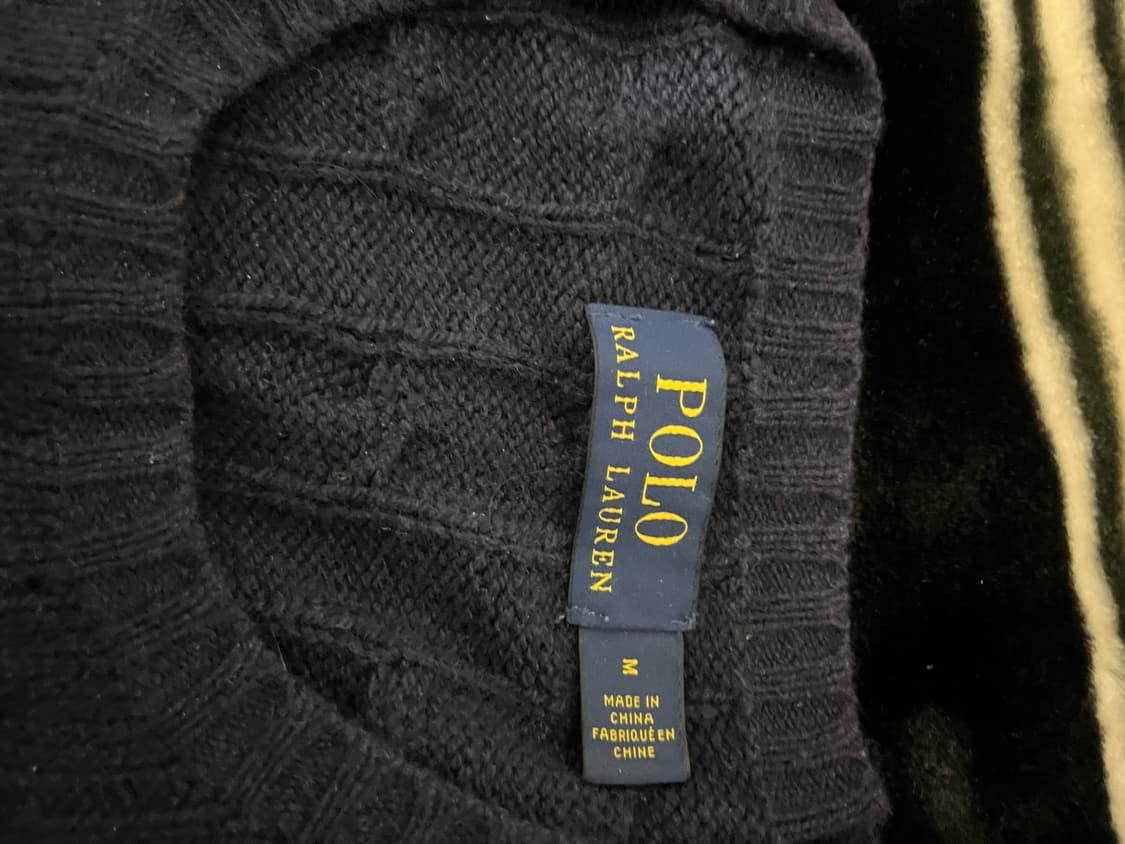 POLO
RALPH LAUREN
M
MADE IN
CHINA
FABRIQUÉ EN
CHINE